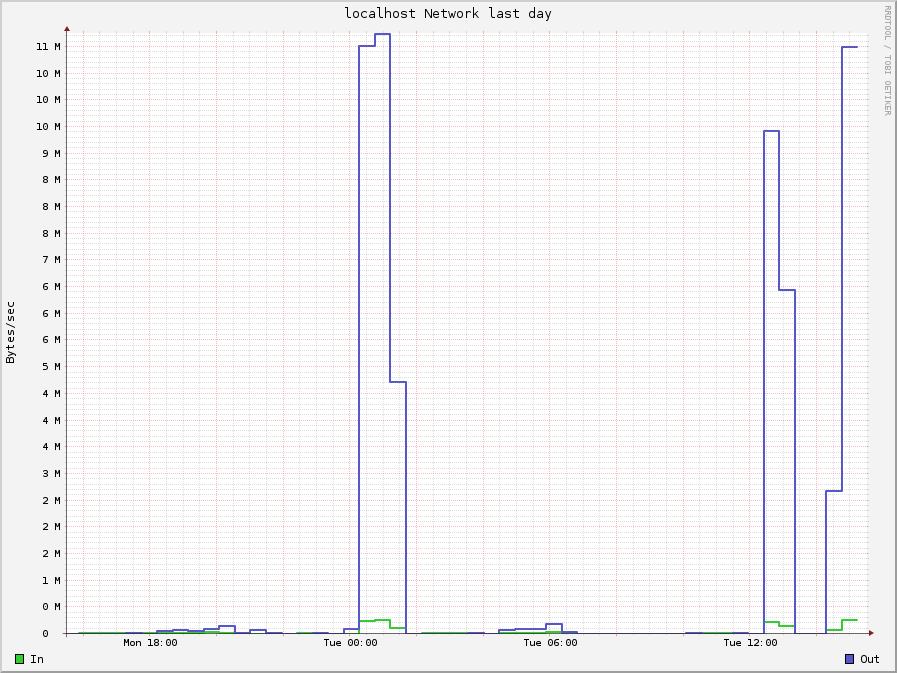 localhost Network last day
RRDTOOL / TOBI OETIKER
Bytes/sec
11 M
10 M
10 M
10 M
9 M
8 M
8 M
8 M
7 M
6 M
6 M
6 M
5 M
4 M
4 M
4 M
3 M
2 M
2 M
2 M
1 M
0 M
0
Mon 18:00 Tue 00:00 Tue 06:00 Tue 12:00
In Out